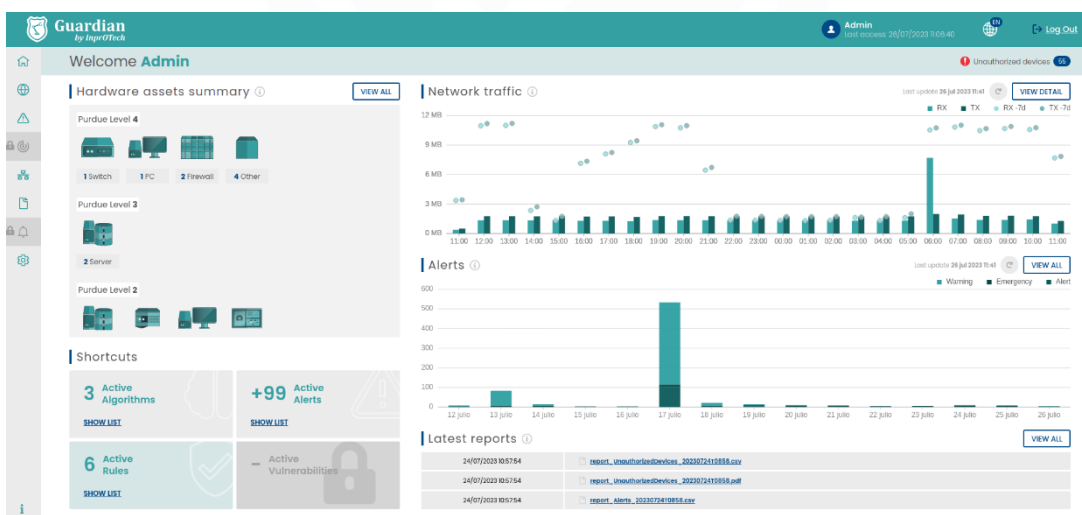 Guardian
by InprOTech
Admin
Last access: 26/07/2023 11:06:40
EN
Log Out
Welcome Admin
Unauthorized devices 55
Hardware assets summary
VIEW ALL
Purdue Level 4
1 Switch 1 PC 2 Firewall 4 Other
Purdue Level 3
2 Server
Purdue Level 2
Shortcuts
3 Active Algorithms
SHOW LIST
+99 Active Alerts
SHOW LIST
6 Active Rules
SHOW LIST
- Active Vulnerabilities
Network traffic
Last update 26 jul 2023 11:41
VIEW DETAIL
RX TX RX -7d TX -7d
12 MB
9 MB
6 MB
3 MB
0 MB
11:00 12:00 13:00 14:00 15:00 16:00 17:00 18:00 19:00 20:00 21:00 22:00 23:00 00:00 01:00 02:00 03:00 04:00 05:00 06:00 07:00 08:00 09:00 10:00 11:00
Alerts
Last update 26 jul 2023 11:41
VIEW ALL
Warning Emergency Alert
600
500
400
300
200
100
0
12 julio 13 julio 14 julio 15 julio 16 julio 17 julio 18 julio 19 julio 20 julio 21 julio 22 julio 23 julio 24 julio 25 julio 26 julio
Latest reports
VIEW ALL
24/07/2023 10:57:54 report_UnauthorizedDevices_20230724T0858.csv
24/07/2023 10:57:54 report_UnauthorizedDevices_20230724T0858.pdf
24/07/2023 10:57:54 report_Alerts_20230724T0858.csv